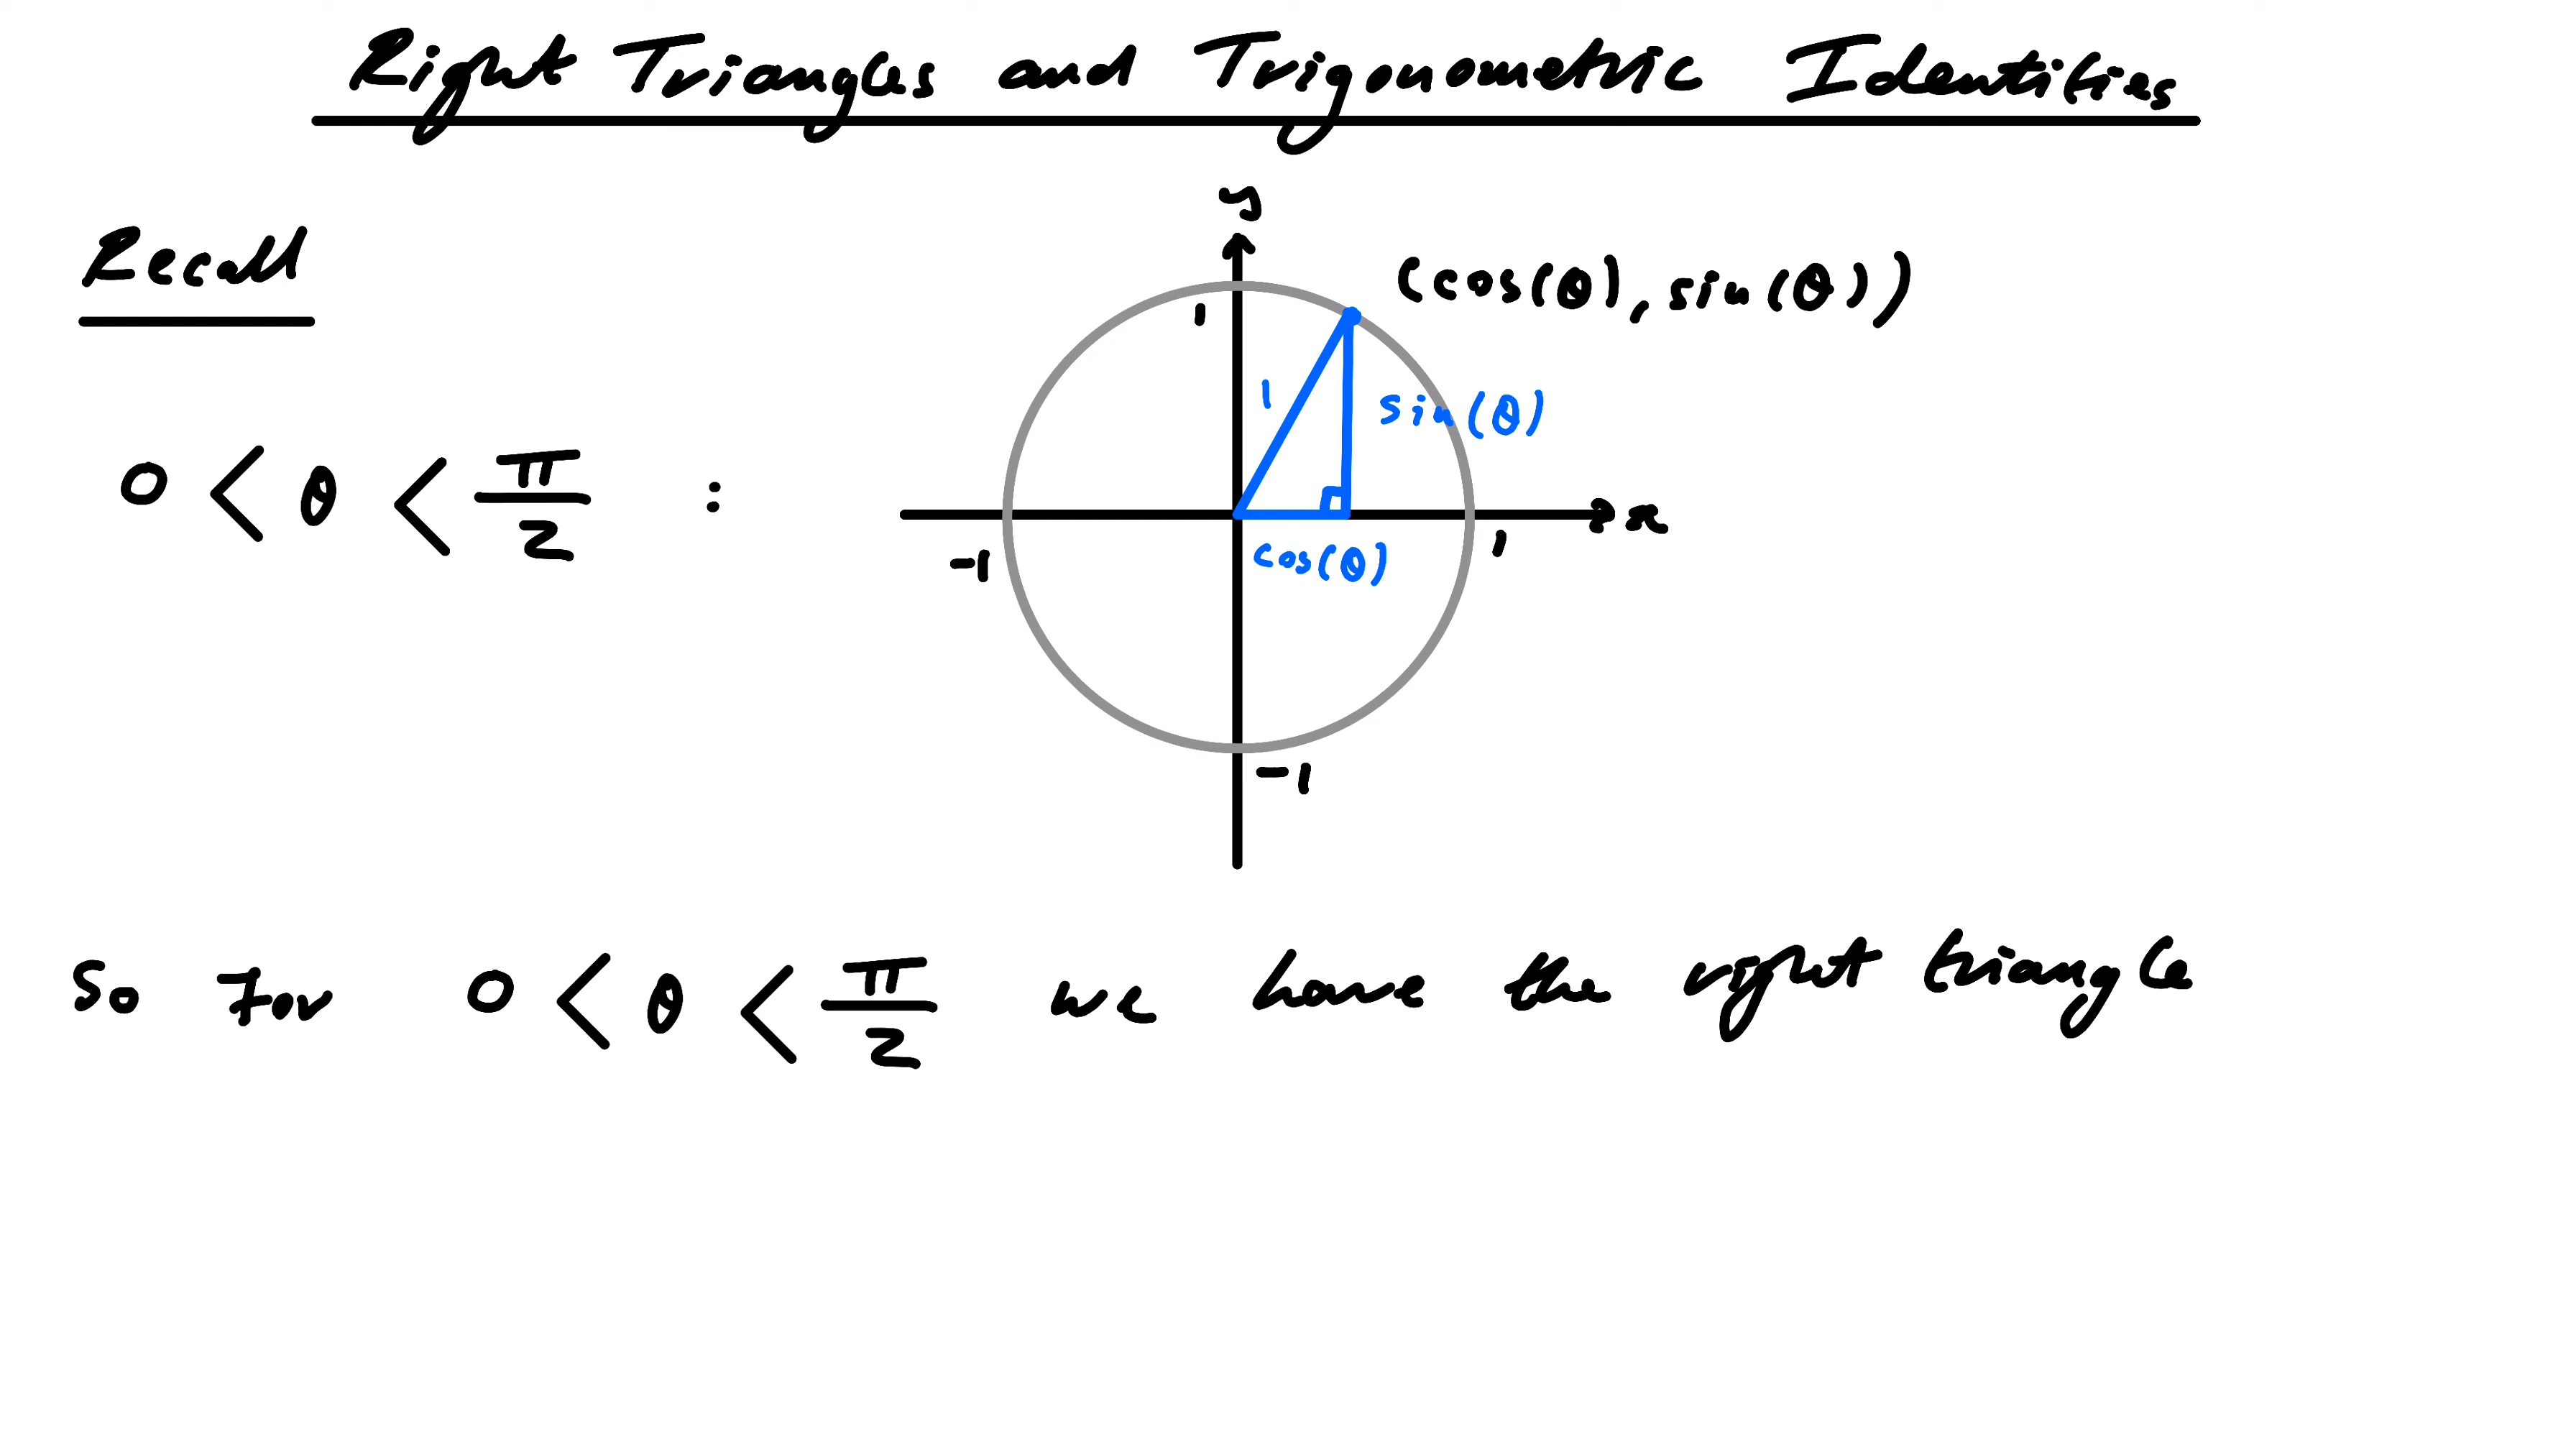 Right Triangles and Trigonometric Identities
Recall
0 < θ < π/2 :
y
(cos(θ), sin(θ))
1
1
sin(θ)
x
-1
cos(θ)
1
-1
So for 0 < θ < π/2 we have the right triangle